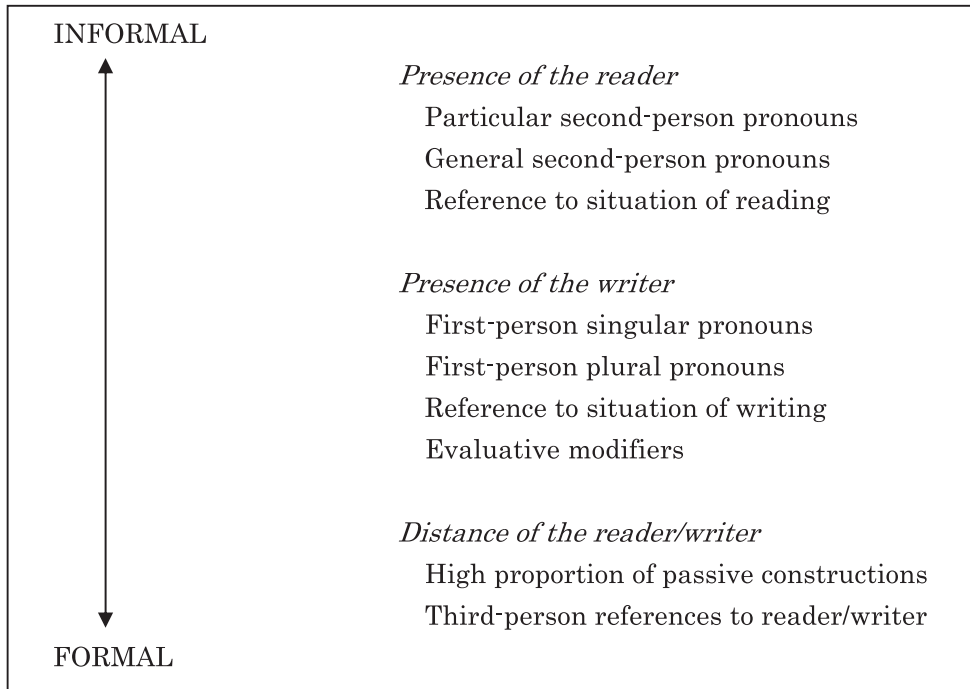 INFORMAL
Presence of the reader
Particular second-person pronouns
General second-person pronouns
Reference to situation of reading
Presence of the writer
First-person singular pronouns
First-person plural pronouns
Reference to situation of writing
Evaluative modifiers
Distance of the reader/writer
High proportion of passive constructions
Third-person references to reader/writer
FORMAL